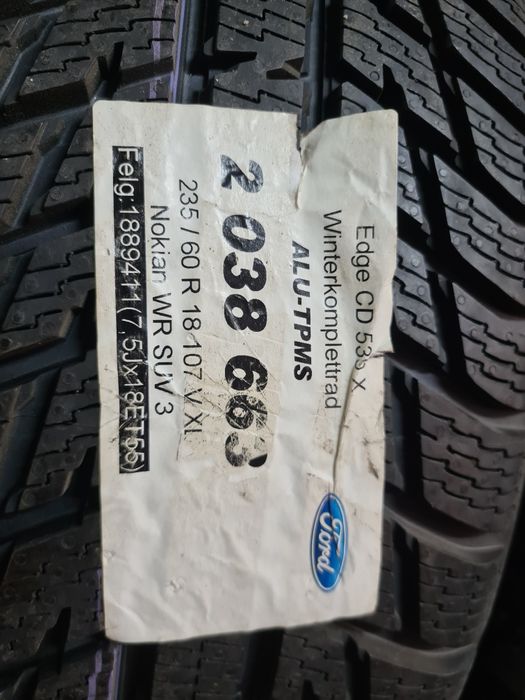 Edge CD 539 X
Winterkomplettrad
ALU-TPMS
2 038 663
235 / 60 R 18 107 V XL
Nokian WR SUV 3
Felg:1889411(7,5Jx18ET55)
Ford